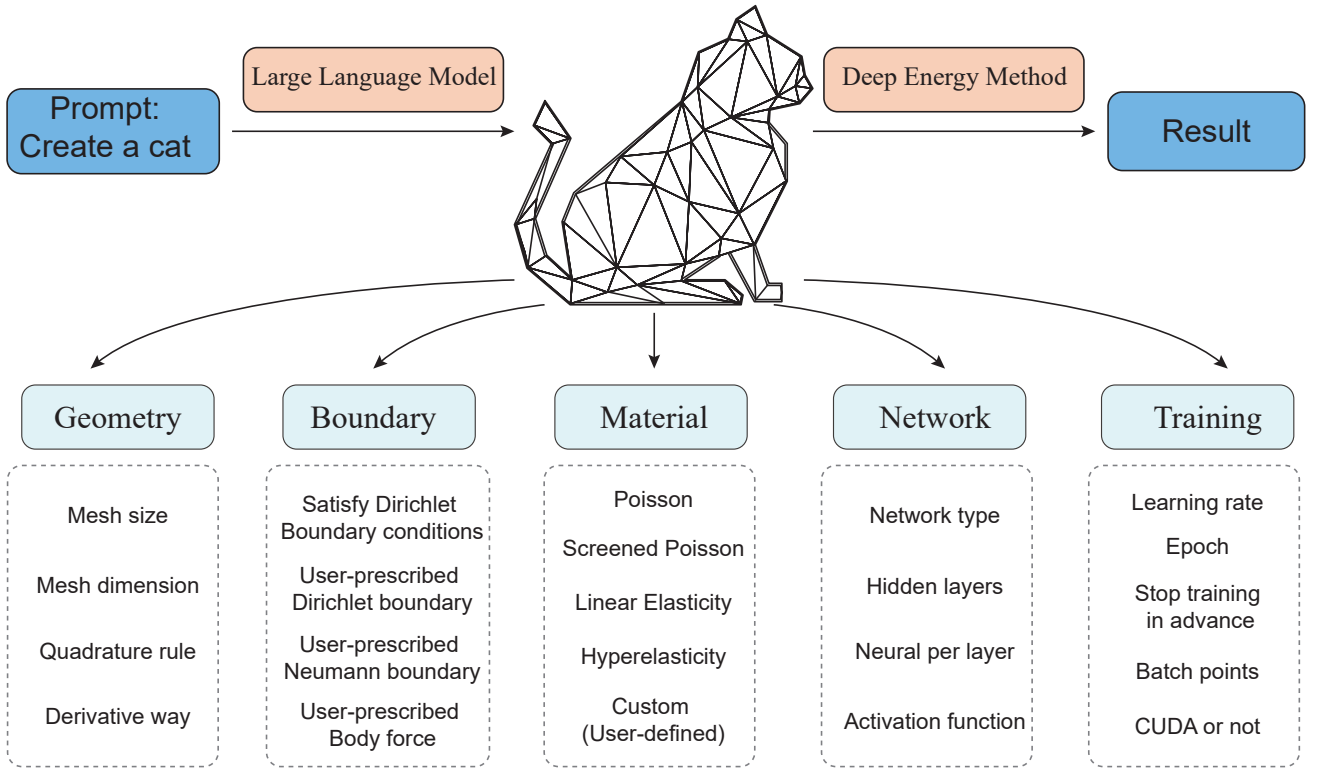 Prompt:
Create a cat
Large Language Model
Deep Energy Method
Result
Geometry
Mesh size
Mesh dimension
Quadrature rule
Derivative way
Boundary
Satisfy Dirichlet
Boundary conditions
User-prescribed
Dirichlet boundary
User-prescribed
Neumann boundary
User-prescribed
Body force
Material
Poisson
Screened Poisson
Linear Elasticity
Hyperelasticity
Custom
(User-defined)
Network
Network type
Hidden layers
Neural per layer
Activation function
Training
Learning rate
Epoch
Stop training
in advance
Batch points
CUDA or not